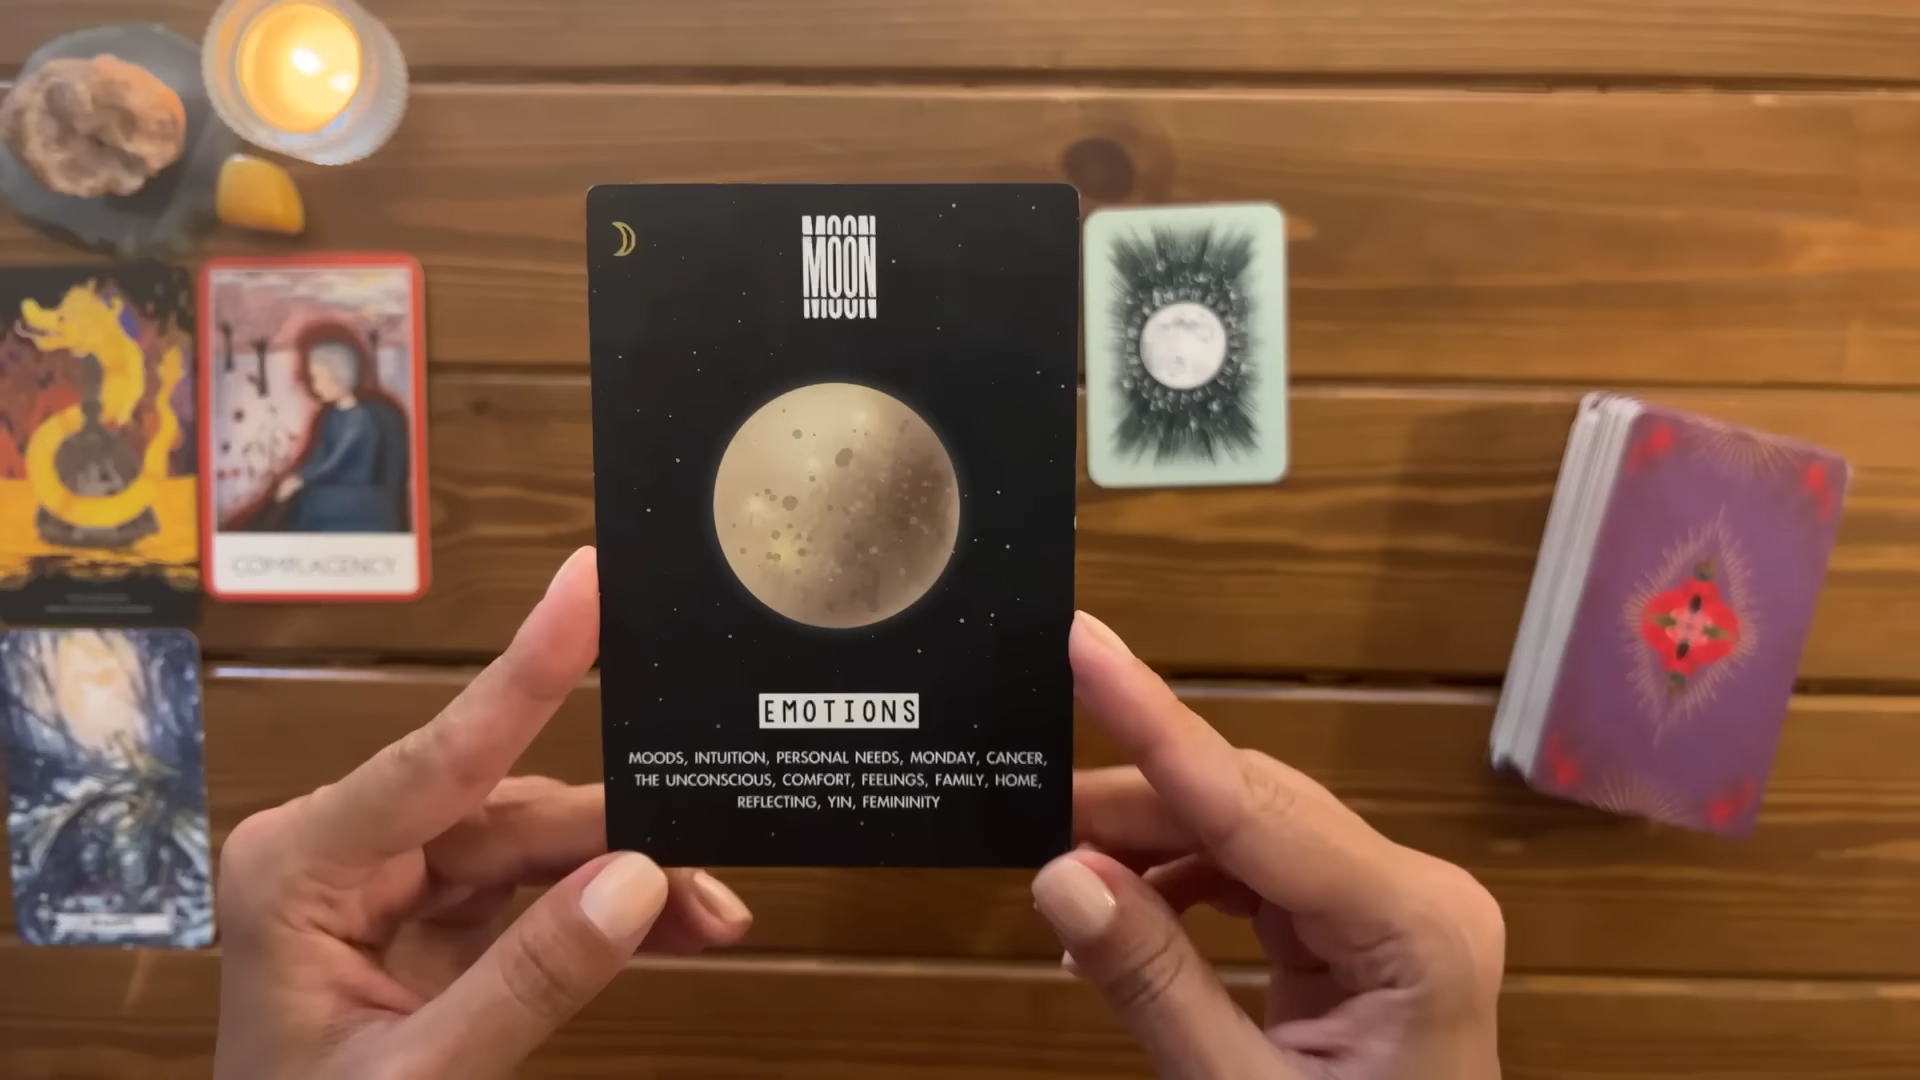 MOON
EMOTIONS
MOODS, INTUITION, PERSONAL NEEDS, MONDAY, CANCER,
THE UNCONSCIOUS, COMFORT, FEELINGS, FAMILY, HOME,
REFLECTING, YIN, FEMININITY
COMPLACENCY